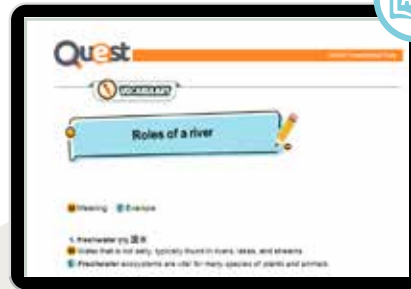 Quest
VOCABULARY
Roles of a river
Meaning Example
1. freshwater (n) 淡水
Water that is not salty, typically found in rivers, lakes, and streams
Freshwater ecosystems are vital for many species of plants and animals.